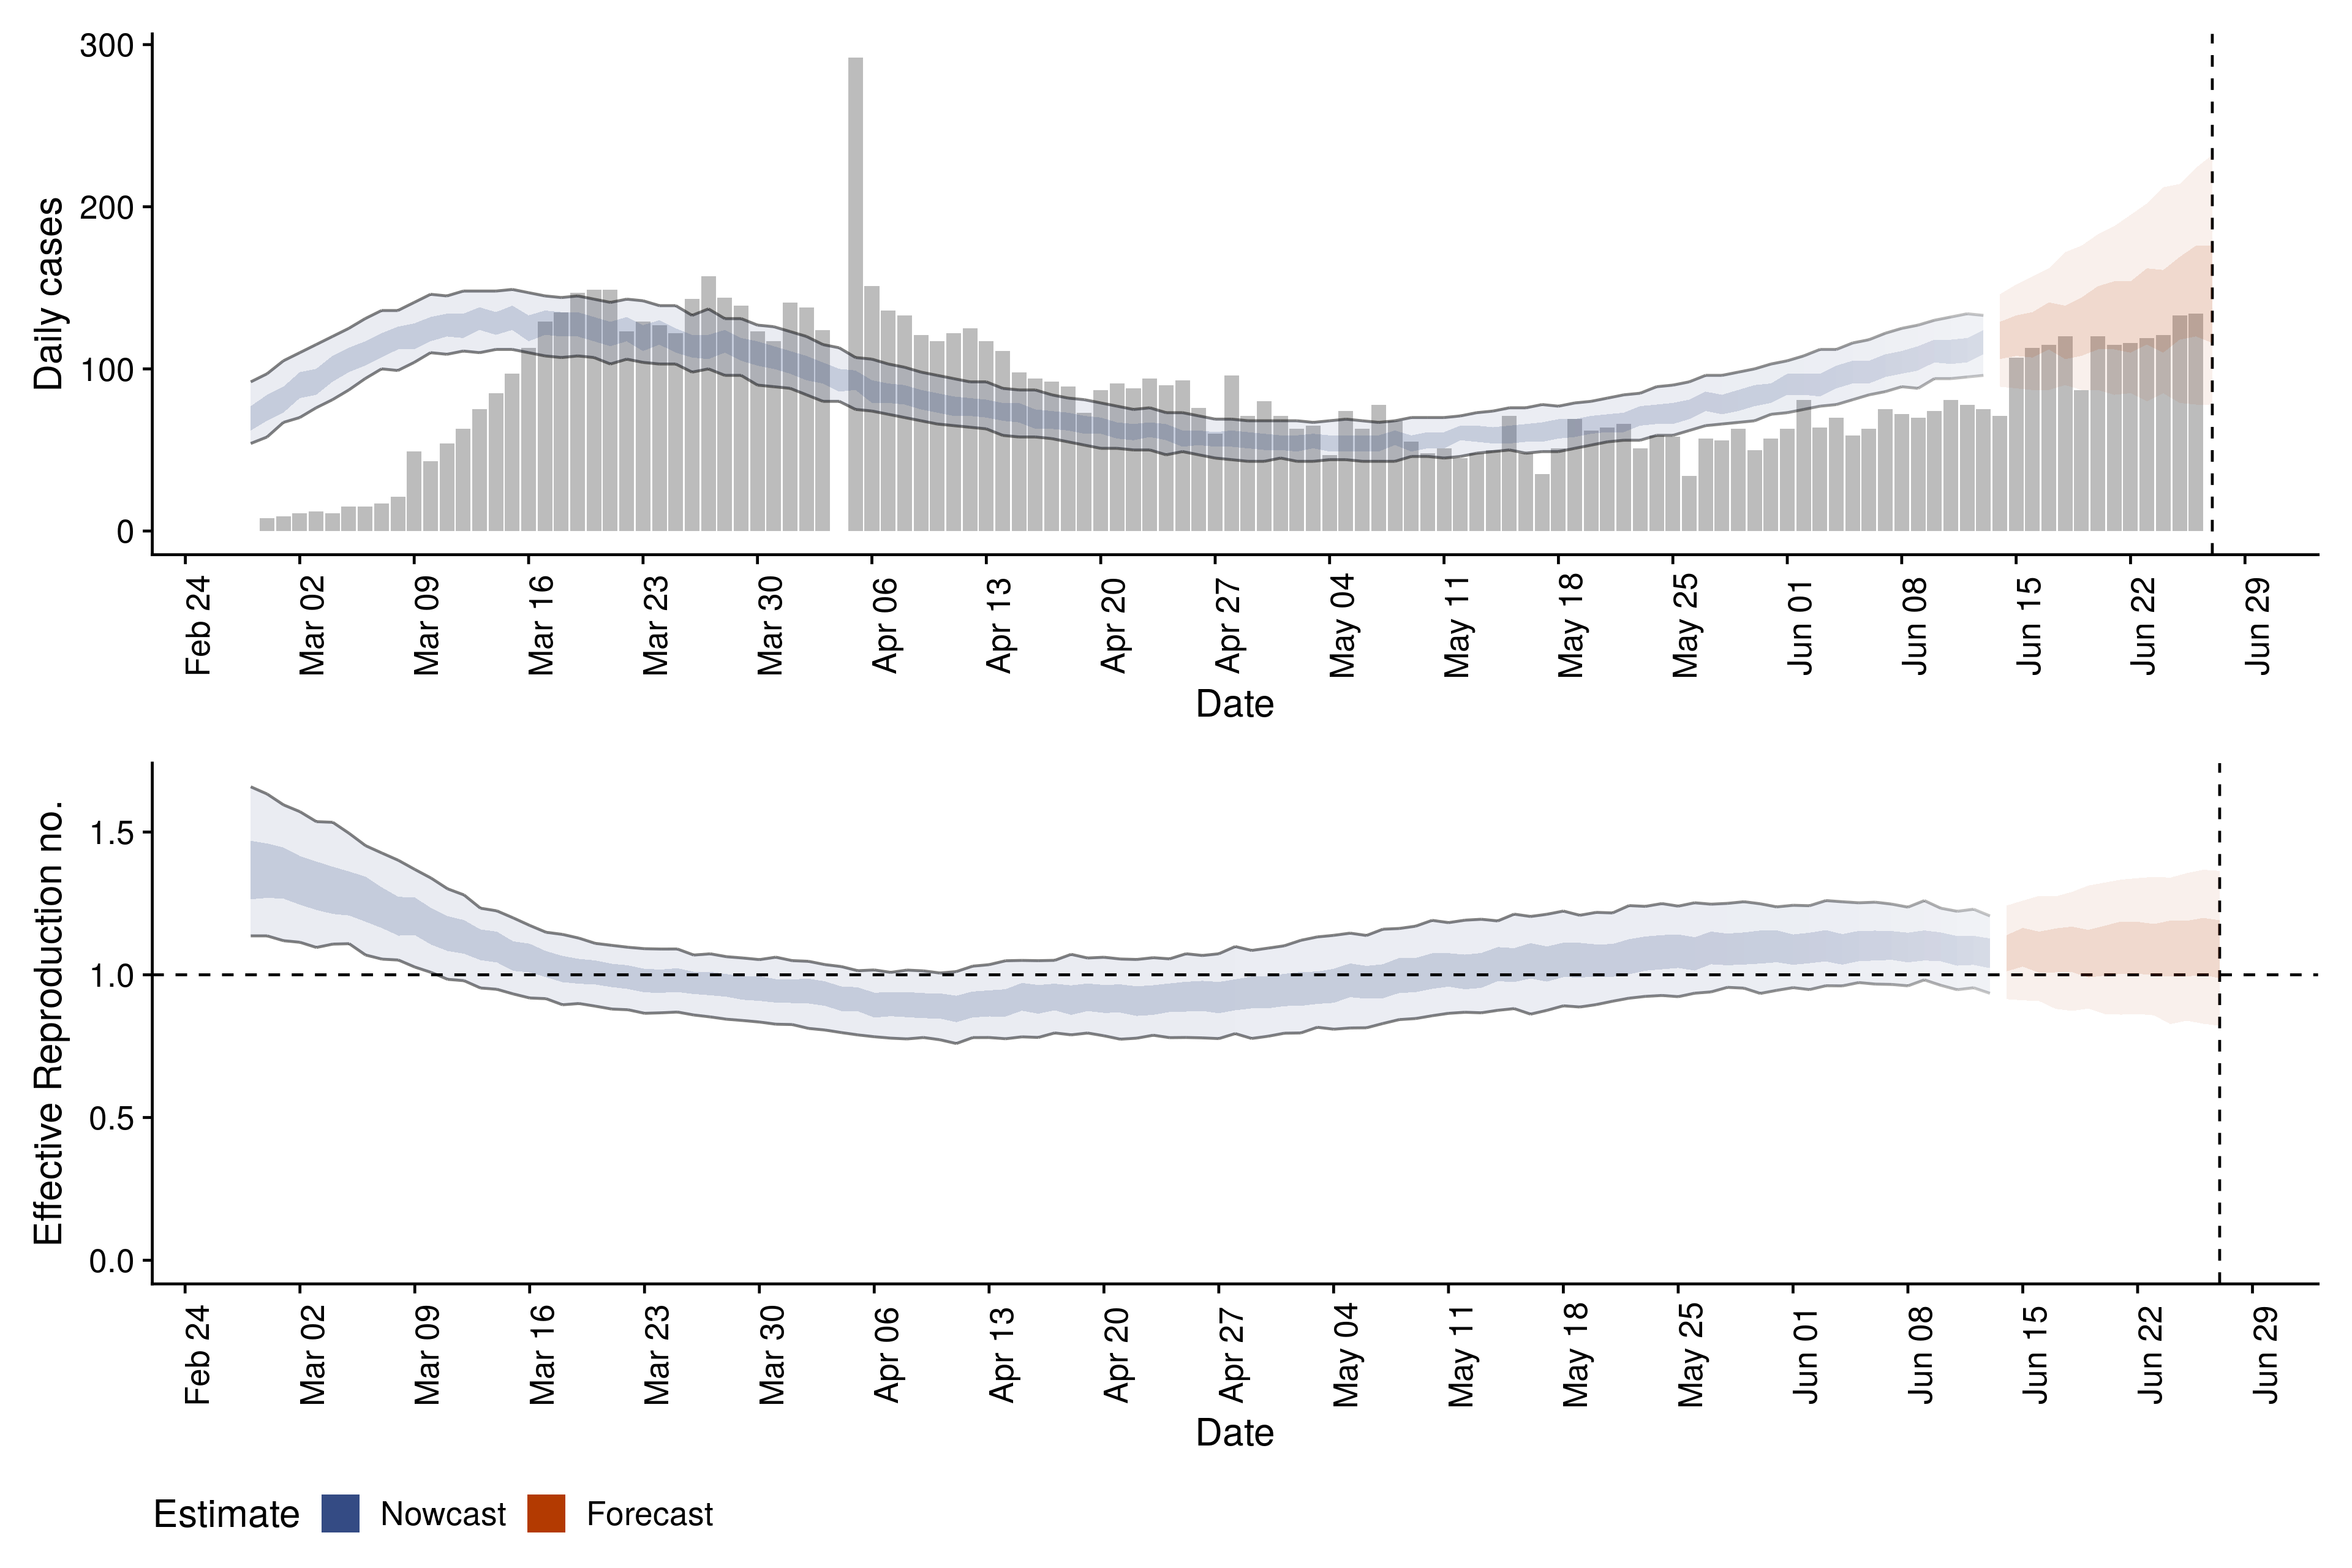 300
200
100
0
Daily cases
Feb 24 Mar 02 Mar 09 Mar 16 Mar 23 Mar 30 Apr 06 Apr 13 Apr 20 Apr 27 May 04 May 11 May 18 May 25 Jun 01 Jun 08 Jun 15 Jun 22 Jun 29
Date
1.5
1.0
0.5
0.0
Effective Reproduction no.
Feb 24 Mar 02 Mar 09 Mar 16 Mar 23 Mar 30 Apr 06 Apr 13 Apr 20 Apr 27 May 04 May 11 May 18 May 25 Jun 01 Jun 08 Jun 15 Jun 22 Jun 29
Date
Estimate Nowcast Forecast